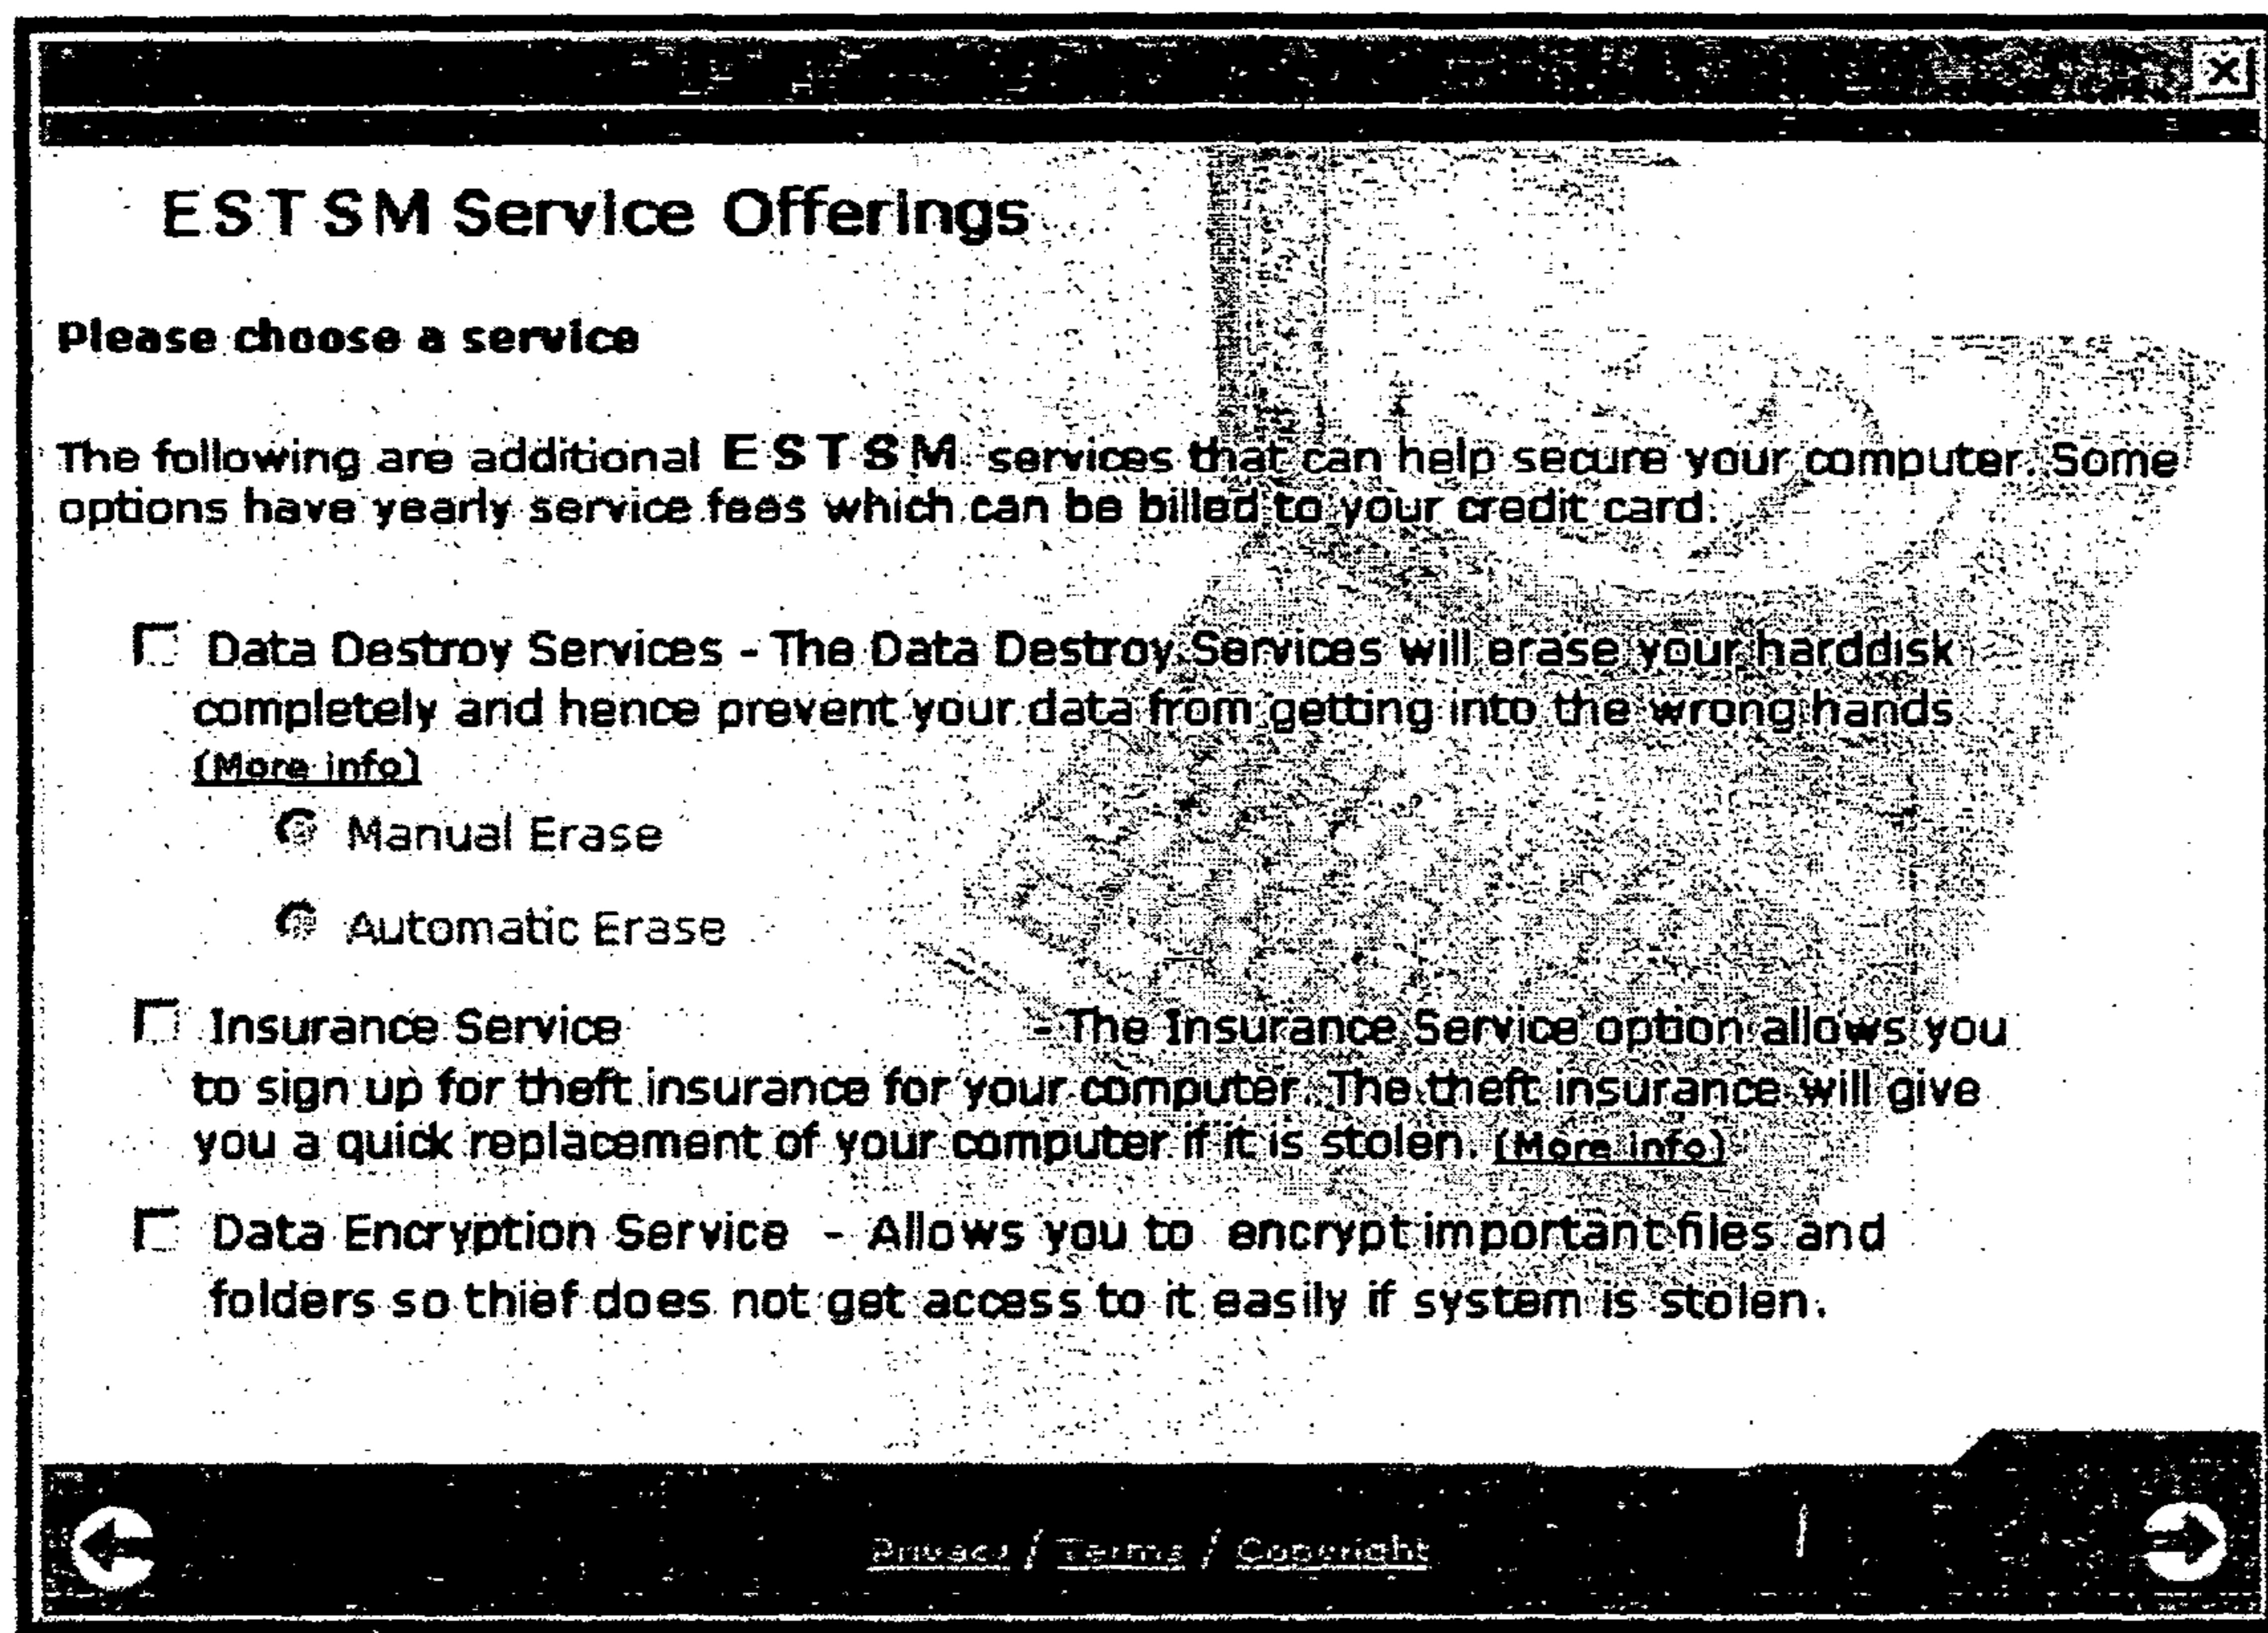 ESTSM Service Offerings
Please choose a service
The following are additional ESTSM services that can help secure your computer. Some
options have yearly service fees which can be billed to your credit card.
Data Destroy Services - The Data Destroy Services will erase your harddisk
completely and hence prevent your data from getting into the wrong hands
(More info)
Manual Erase
Automatic Erase
Insurance Service - The Insurance Service option allows you
to sign up for theft insurance for your computer. The theft insurance will give
you a quick replacement of your computer if it is stolen. (More info)
Data Encryption Service - Allows you to encrypt important files and
folders so thief does not get access to it easily if system is stolen.
Privacy / Terms / Copyright